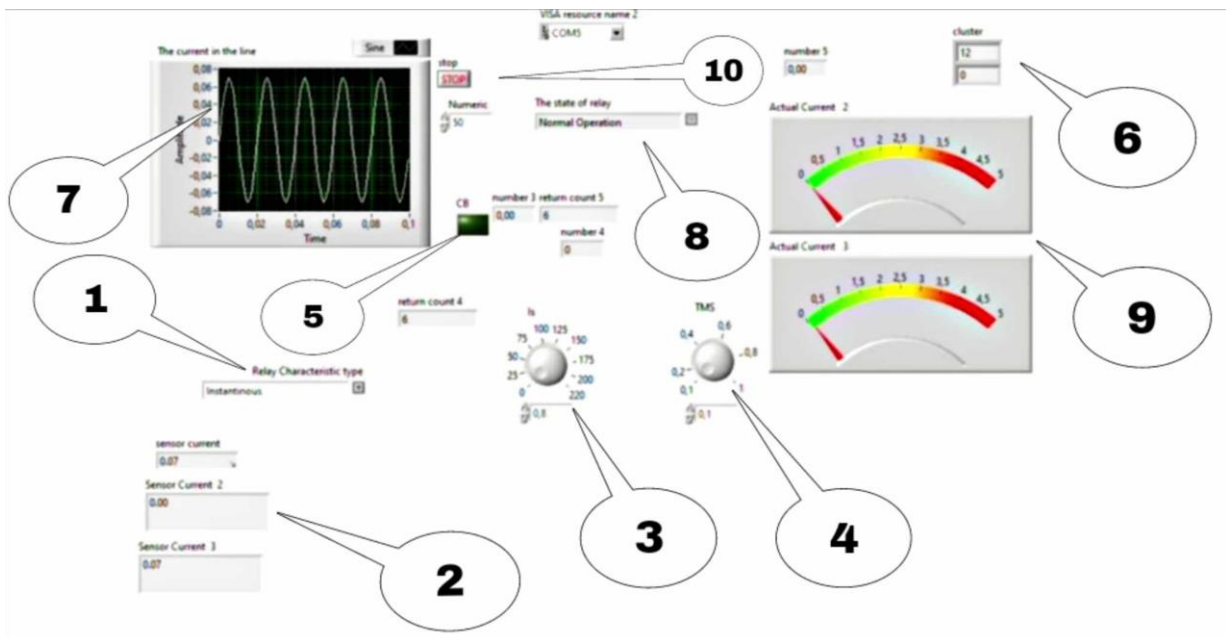 VISA resource name 2
COM5
The current in the line
Sine
stop
STOP
10
number 5
0,00
cluster
12
0
6
Numeric
50
The state of relay
Normal Operation
Actual Current 2
0 0,5 1 1,5 2 2,5 3 3,5 4 4,5 5
Amplitude
0,08
0,06
0,04
0,02
0
-0,02
-0,04
-0,06
-0,08
0 0,02 0,04 0,06 0,08 0,1
Time
7
CB
number 3
0,00
return count 5
6
number 4
0
8
Actual Current 3
0 0,5 1 1,5 2 2,5 3 3,5 4 4,5 5
9
1
5
return count 4
6
Is
0 25 50 75 100 125 150 175 200 220
0,8
TMS
0,1 0,2 0,4 0,6 0,8 1
0,1
Relay Characteristic type
Instantinous
sensor current
0.07
Sensor Current 2
0.00
Sensor Current 3
0.07
2
3
4